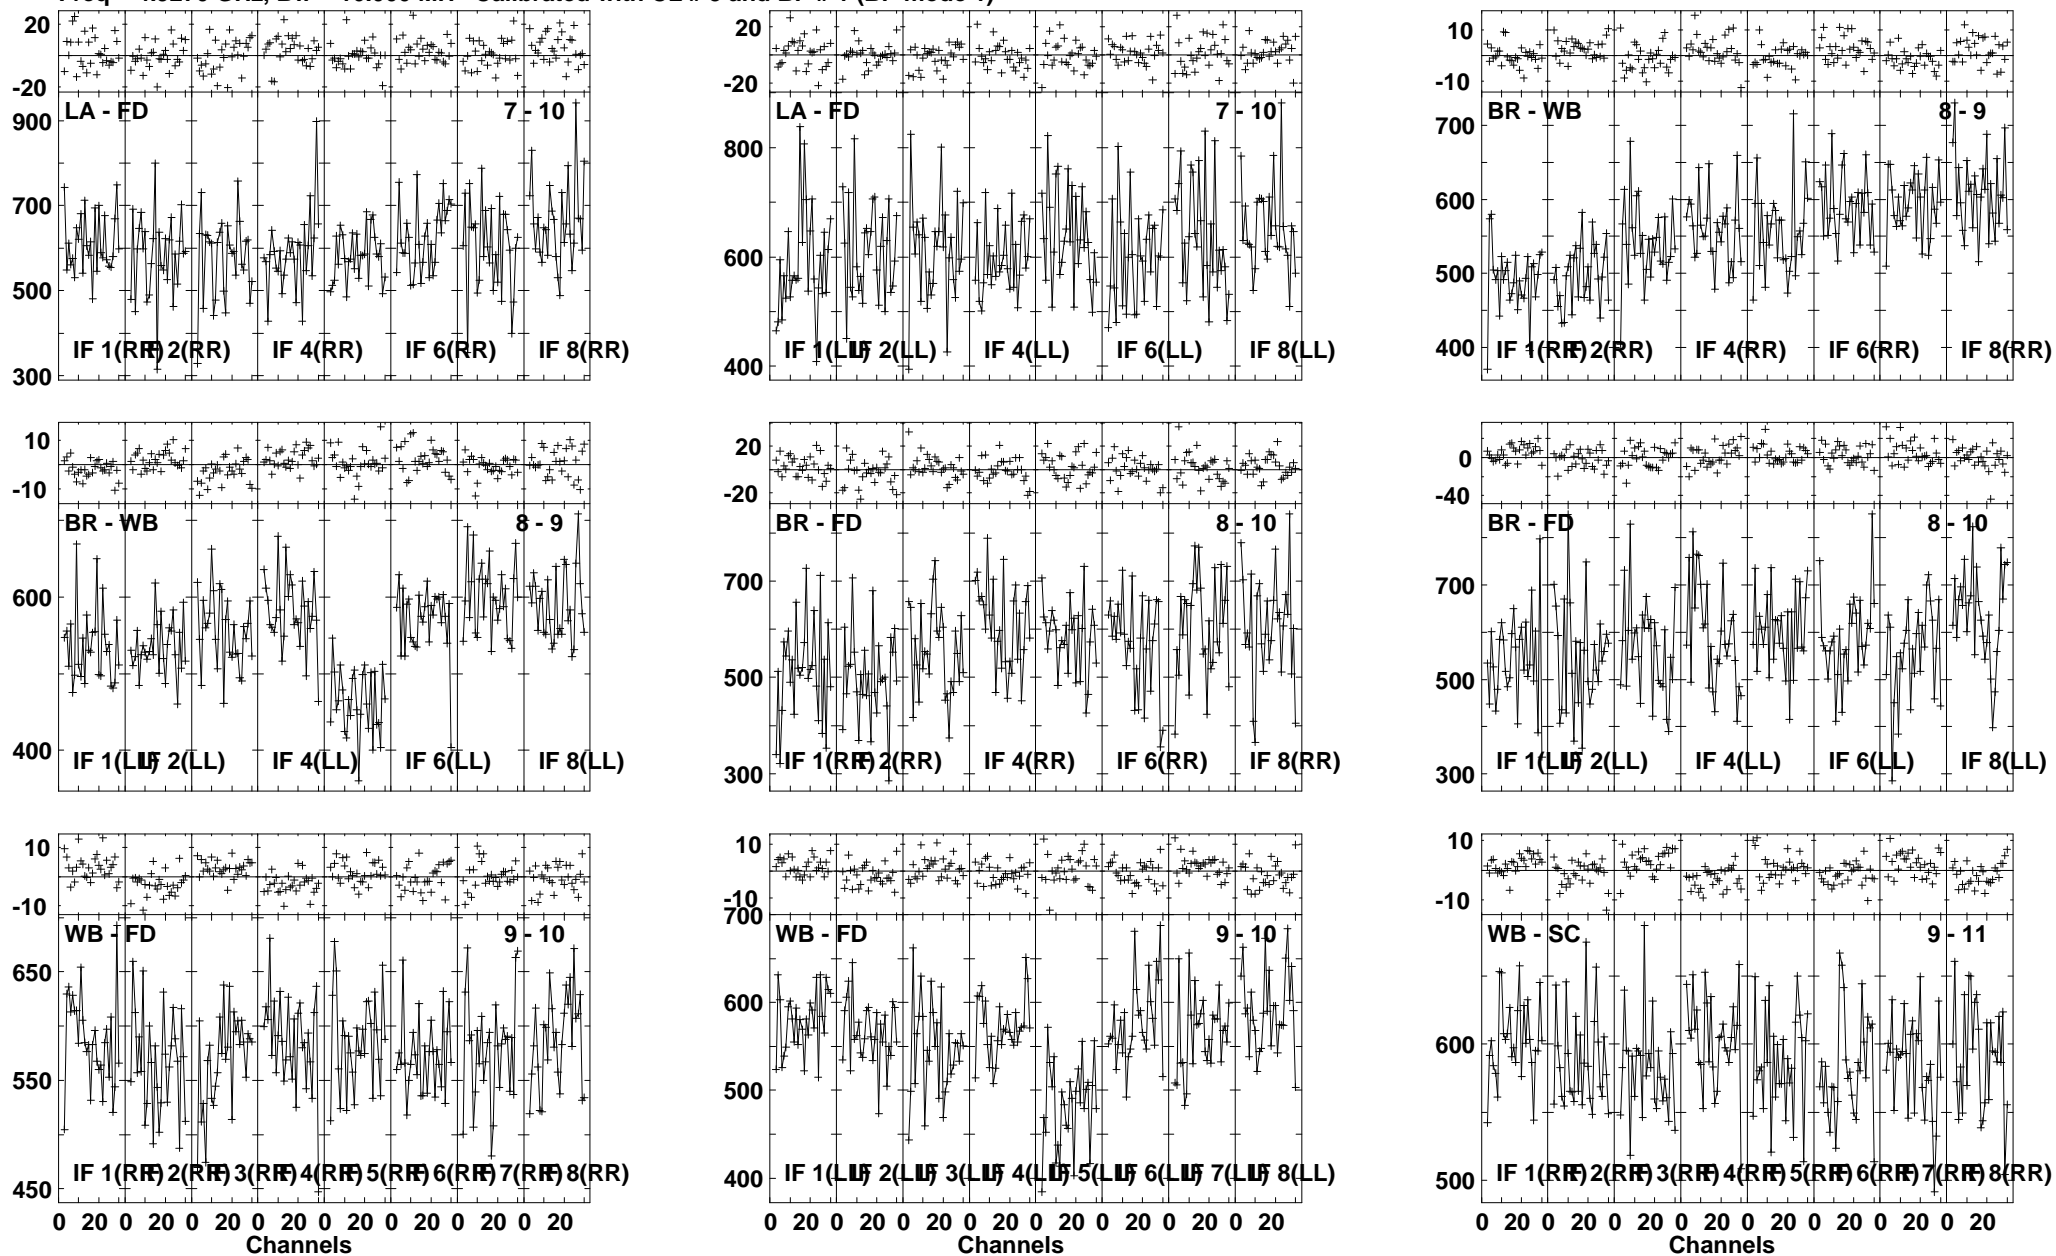 20
-20
LA - FD 7 - 10
900
700
500
300
IF 1(RR) IF 2(RR) IF 4(RR) IF 6(RR) IF 8(RR)
20
-20
LA - FD 7 - 10
800
600
400
IF 1(LL) IF 2(LL) IF 4(LL) IF 6(LL) IF 8(LL)
10
-10
BR - WB 8 - 9
700
600
500
400
IF 1(RR) IF 2(RR) IF 4(RR) IF 6(RR) IF 8(RR)
10
-10
BR - WB 8 - 9
600
400
IF 1(LL) IF 2(LL) IF 4(LL) IF 6(LL) IF 8(LL)
20
-20
BR - FD 8 - 10
700
500
300
IF 1(RR) IF 2(RR) IF 4(RR) IF 6(RR) IF 8(RR)
0
-40
BR - FD 8 - 10
700
500
300
IF 1(LL) IF 2(LL) IF 4(LL) IF 6(LL) IF 8(LL)
10
-10
WB - FD 9 - 10
650
550
450
IF 1(RR) IF 2(RR) IF 3(RR) IF 4(RR) IF 5(RR) IF 6(RR) IF 7(RR) IF 8(RR)
0 20 0 20 0 20 0 20 0 20 0 20 0 20 0 20
Channels
10
-10
WB - FD 9 - 10
700
600
500
400
IF 1(LL) IF 2(LL) IF 3(LL) IF 4(LL) IF 5(LL) IF 6(LL) IF 7(LL) IF 8(LL)
0 20 0 20 0 20 0 20 0 20 0 20 0 20 0 20
Channels
10
-10
WB - SC 9 - 11
600
500
IF 1(RR) IF 2(RR) IF 3(RR) IF 4(RR) IF 5(RR) IF 6(RR) IF 7(RR) IF 8(RR)
0 20 0 20 0 20 0 20 0 20 0 20 0 20 0 20
Channels